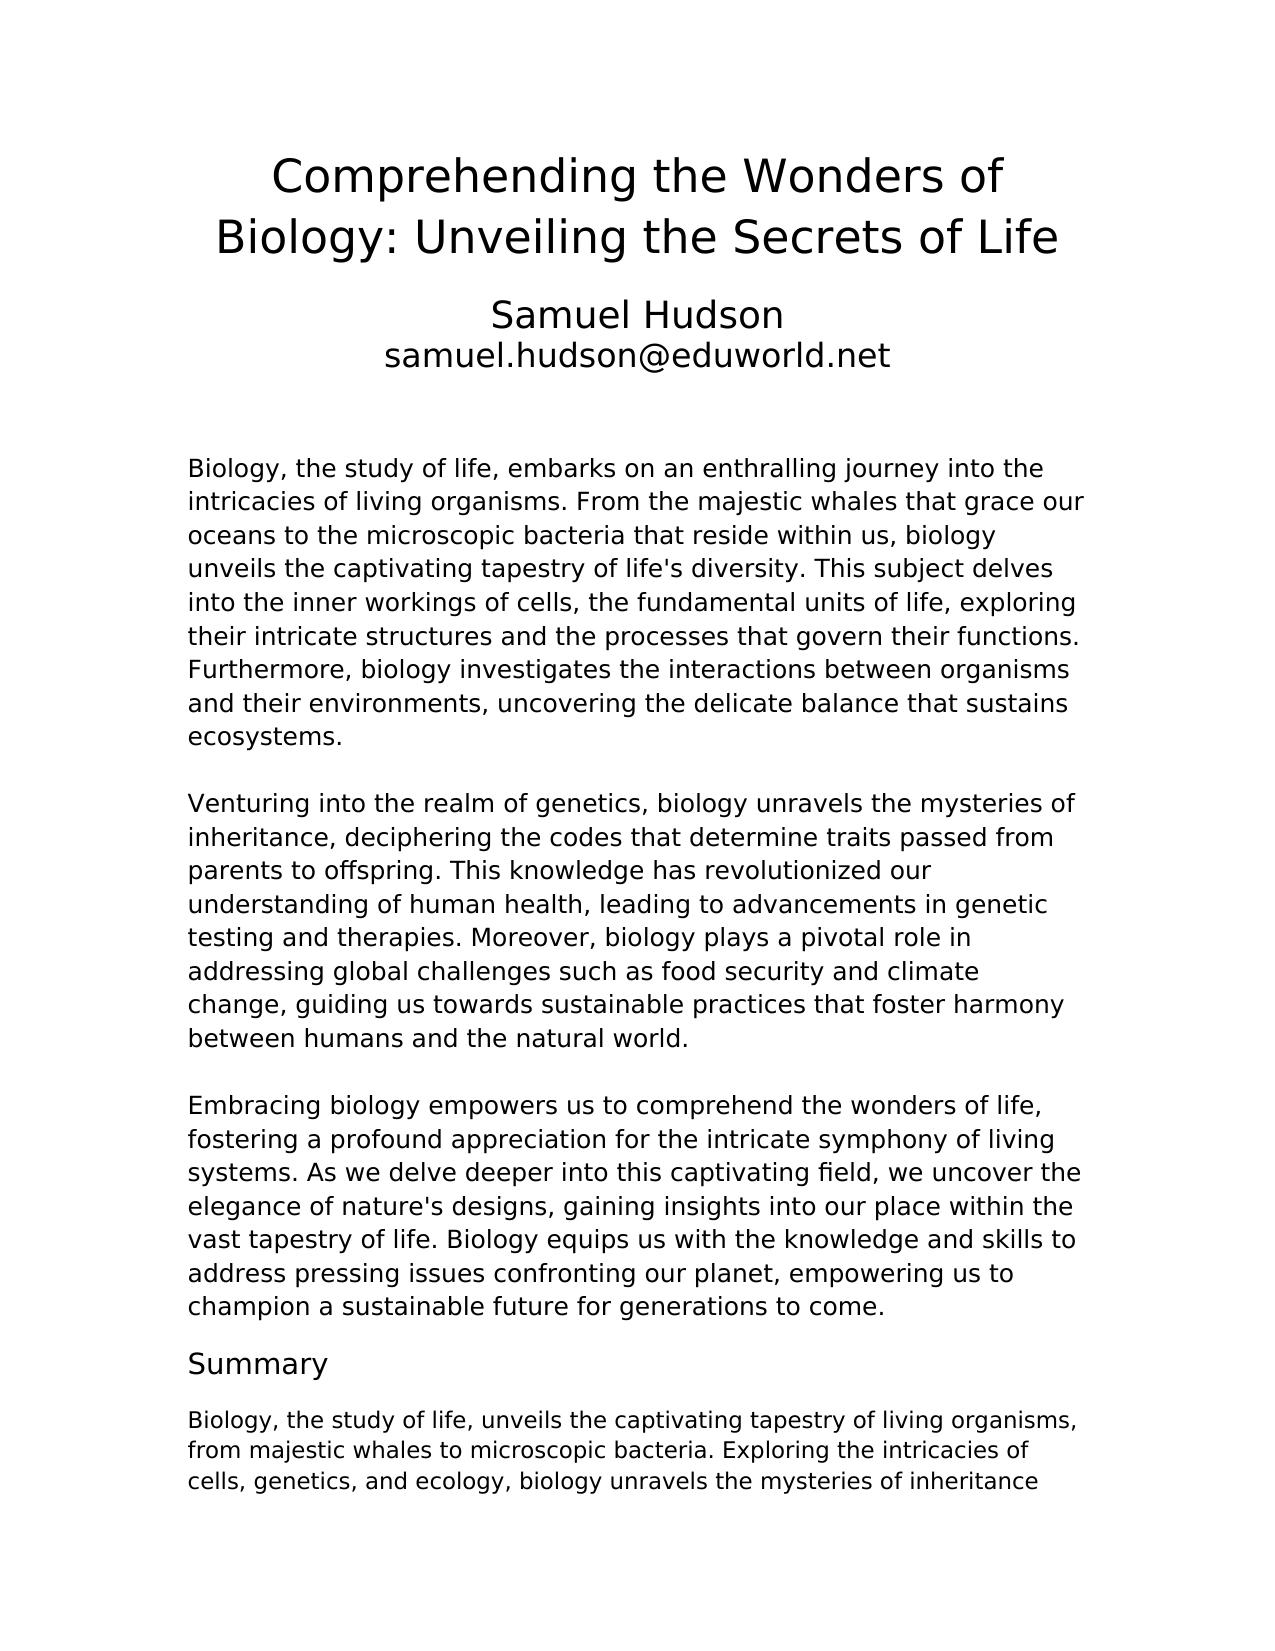 Comprehending the Wonders of
Biology: Unveiling the Secrets of Life
Samuel Hudson
samuel.hudson@eduworld.net
Biology, the study of life, embarks on an enthralling journey into the
intricacies of living organisms. From the majestic whales that grace our
oceans to the microscopic bacteria that reside within us, biology
unveils the captivating tapestry of life's diversity. This subject delves
into the inner workings of cells, the fundamental units of life, exploring
their intricate structures and the processes that govern their functions.
Furthermore, biology investigates the interactions between organisms
and their environments, uncovering the delicate balance that sustains
ecosystems.
Venturing into the realm of genetics, biology unravels the mysteries of
inheritance, deciphering the codes that determine traits passed from
parents to offspring. This knowledge has revolutionized our
understanding of human health, leading to advancements in genetic
testing and therapies. Moreover, biology plays a pivotal role in
addressing global challenges such as food security and climate
change, guiding us towards sustainable practices that foster harmony
between humans and the natural world.
Embracing biology empowers us to comprehend the wonders of life,
fostering a profound appreciation for the intricate symphony of living
systems. As we delve deeper into this captivating field, we uncover the
elegance of nature's designs, gaining insights into our place within the
vast tapestry of life. Biology equips us with the knowledge and skills to
address pressing issues confronting our planet, empowering us to
champion a sustainable future for generations to come.
Summary
Biology, the study of life, unveils the captivating tapestry of living organisms,
from majestic whales to microscopic bacteria. Exploring the intricacies of
cells, genetics, and ecology, biology unravels the mysteries of inheritance